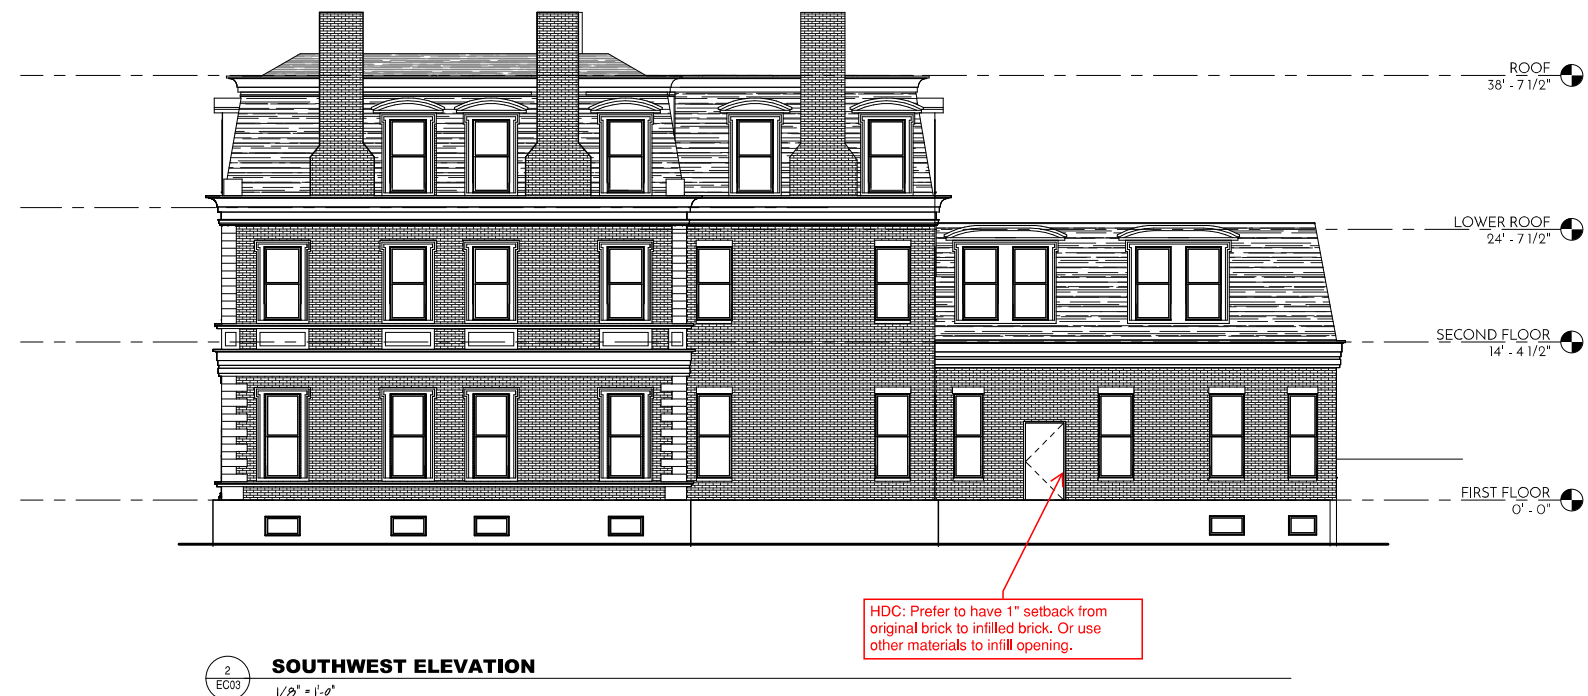 ROOF
38' - 7 1/2"
LOWER ROOF
24' - 7 1/2"
SECOND FLOOR
14' - 4 1/2"
FIRST FLOOR
0' - 0"
HDC: Prefer to have 1" setback from
original brick to infilled brick. Or use
other materials to infill opening.
2
EC03
SOUTHWEST ELEVATION
1/8" = 1'-0"